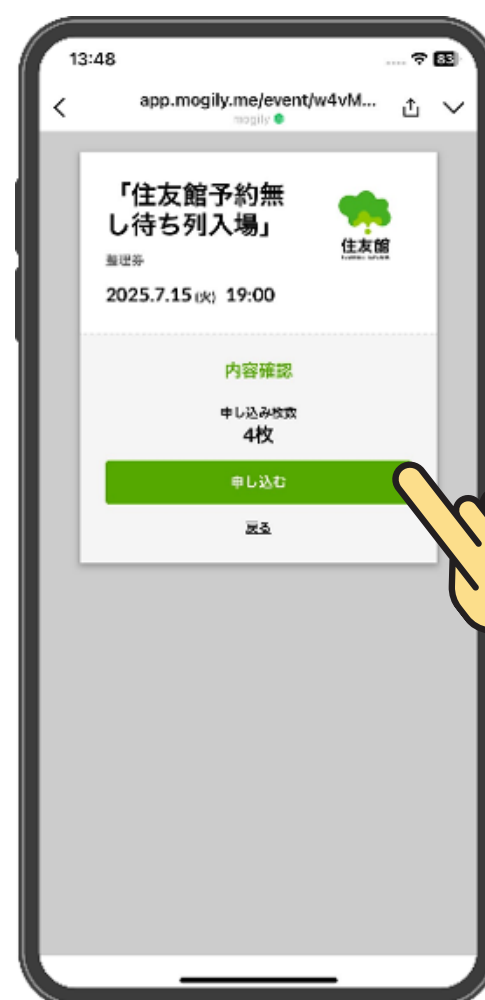 13:48
83
app.mogily.me/event/w4vM...
mogily
「住友館予約無
し待ち列入場」
住友館
整理券
2025.7.15(火) 19:00
内容確認
申し込み枚数
4枚
申し込む
戻る